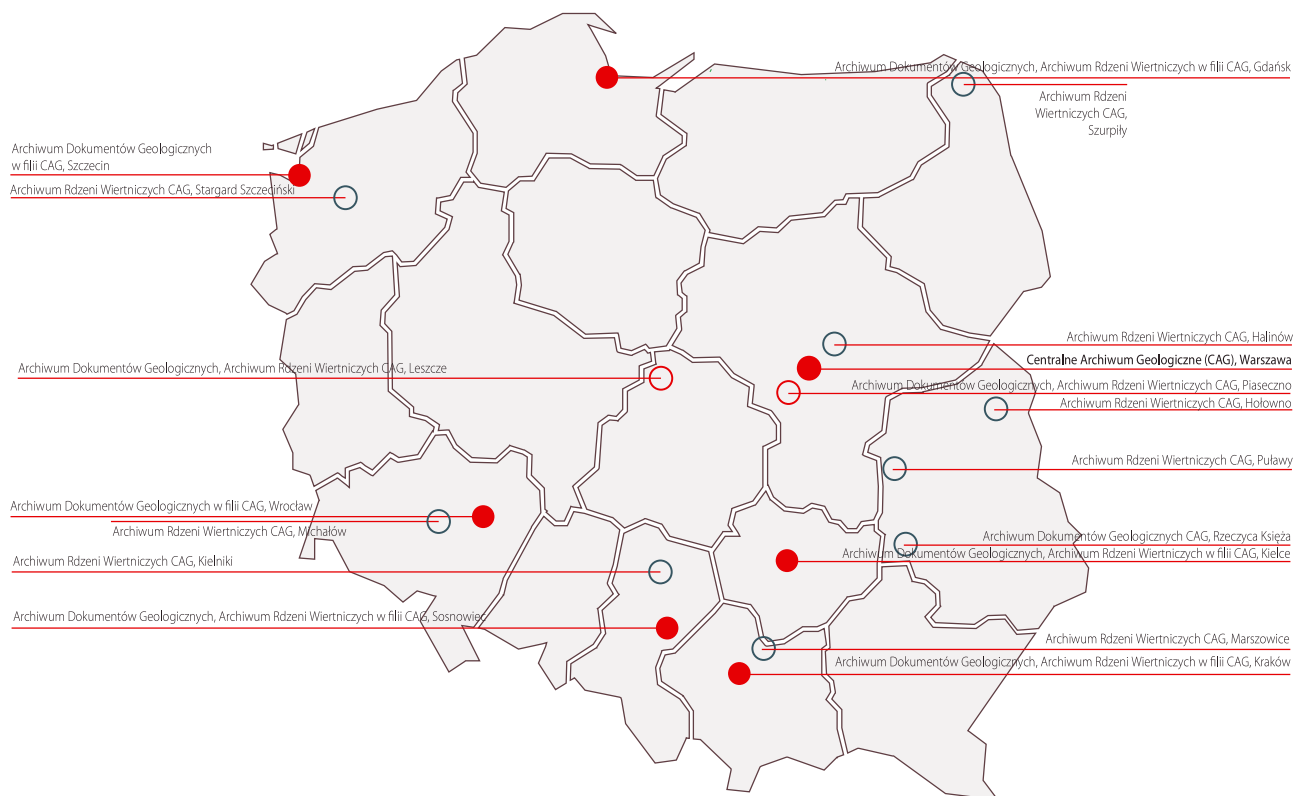 Archiwum Dokumentów Geologicznych, Archiwum Rdzeni Wiertniczych w filii CAG, Gdańsk
Archiwum Rdzeni
Wiertniczych CAG,
Szurpiły
Archiwum Dokumentów Geologicznych
w filii CAG, Szczecin
Archiwum Rdzeni Wiertniczych CAG, Stargard Szczeciński
Archiwum Rdzeni Wiertniczych CAG, Halinów
Centralne Archiwum Geologiczne (CAG), Warszawa
Archiwum Dokumentów Geologicznych, Archiwum Rdzeni Wiertniczych CAG, Leszcze
Archiwum Dokumentów Geologicznych, Archiwum Rdzeni Wiertniczych CAG, Piaseczno
Archiwum Rdzeni Wiertniczych CAG, Hołowno
Archiwum Rdzeni Wiertniczych CAG, Puławy
Archiwum Dokumentów Geologicznych w filii CAG, Wrocław
Archiwum Rdzeni Wiertniczych CAG, Michałów
Archiwum Dokumentów Geologicznych CAG, Rzeczyca Księża
Archiwum Dokumentów Geologicznych, Archiwum Rdzeni Wiertniczych w filii CAG, Kielce
Archiwum Rdzeni Wiertniczych CAG, Kielniki
Archiwum Dokumentów Geologicznych, Archiwum Rdzeni Wiertniczych w filii CAG, Sosnowiec
Archiwum Rdzeni Wiertniczych CAG, Marszowice
Archiwum Dokumentów Geologicznych, Archiwum Rdzeni Wiertniczych w filii CAG, Kraków